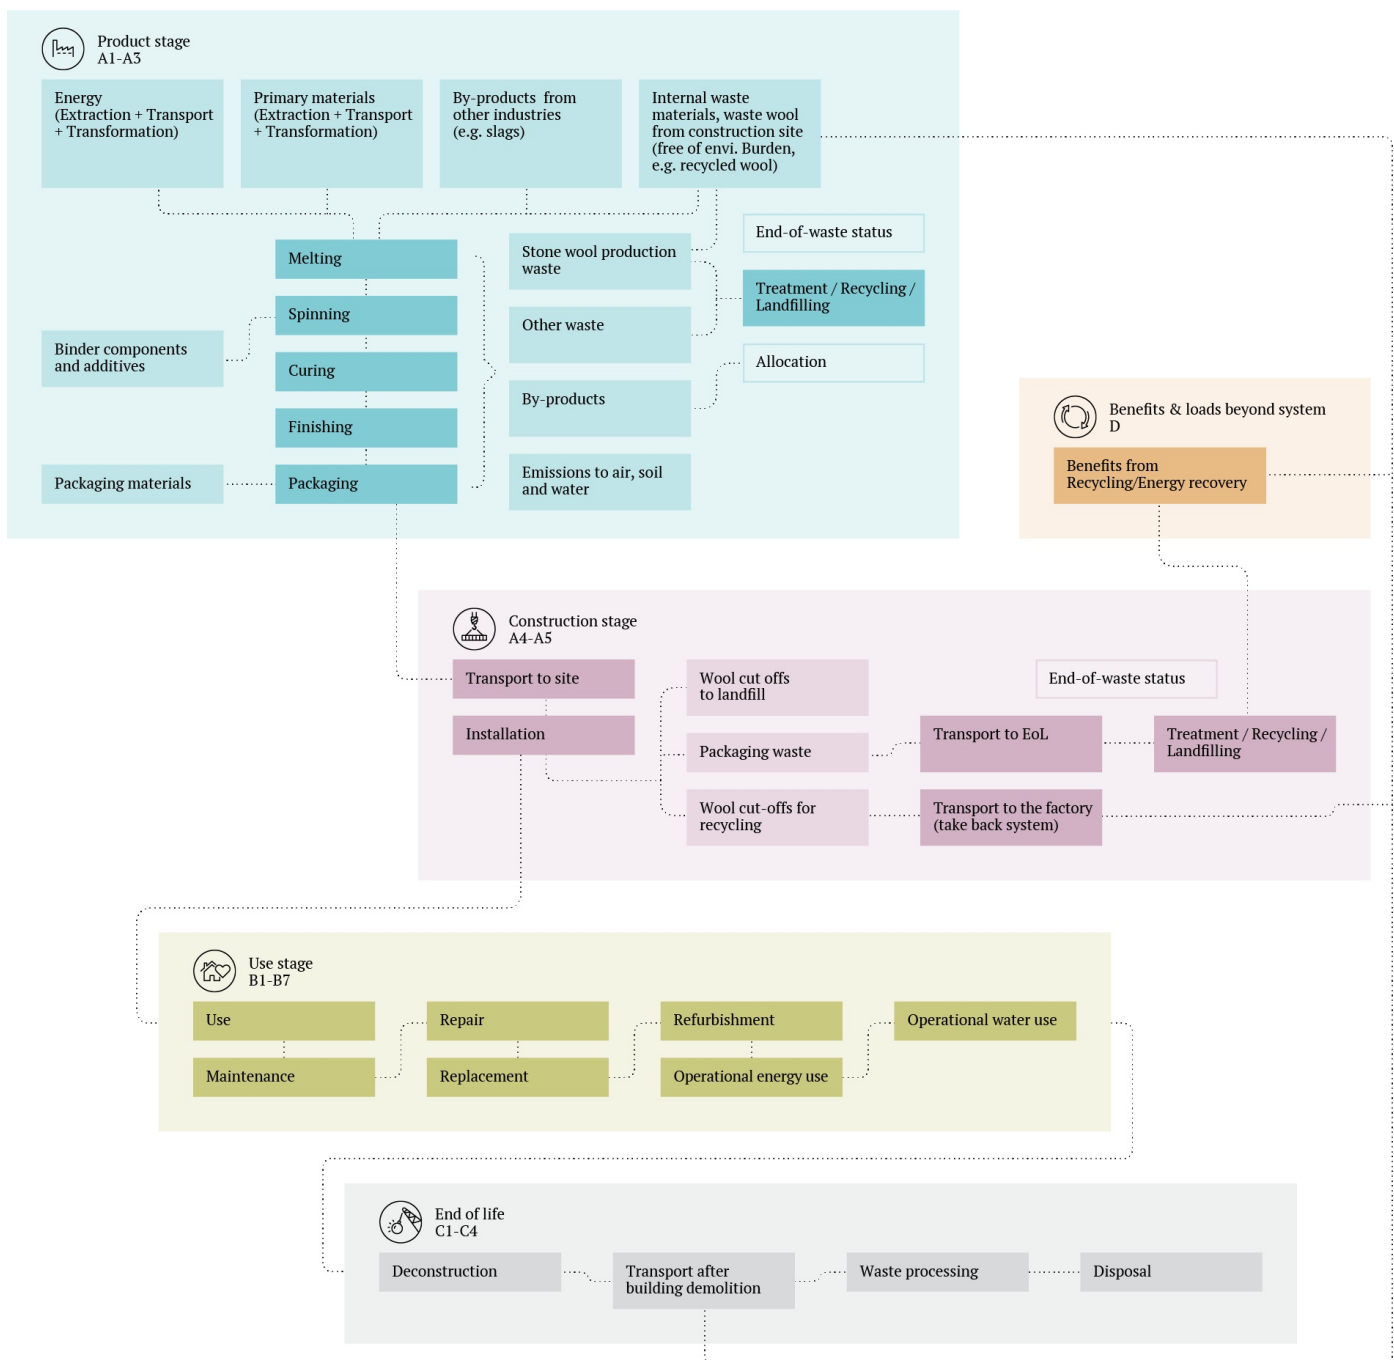 Product stage
A1-A3
Energy
(Extraction + Transport
+ Transformation)
Primary materials
(Extraction + Transport
+ Transformation)
By-products from
other industries
(e.g. slags)
Internal waste
materials, waste wool
from construction site
(free of envi. Burden,
e.g. recycled wool)
Melting
Spinning
Curing
Finishing
Packaging
Binder components
and additives
Packaging materials
Stone wool production
waste
Other waste
By-products
Emissions to air, soil
and water
End-of-waste status
Treatment / Recycling /
Landfilling
Allocation
Benefits & loads beyond system
D
Benefits from
Recycling/Energy recovery
Construction stage
A4-A5
Transport to site
Installation
Wool cut offs
to landfill
Packaging waste
Wool cut-offs for
recycling
End-of-waste status
Transport to EoL
Treatment / Recycling /
Landfilling
Transport to the factory
(take back system)
Use stage
B1-B7
Use
Maintenance
Repair
Replacement
Refurbishment
Operational energy use
Operational water use
End of life
C1-C4
Deconstruction
Transport after
building demolition
Waste processing
Disposal